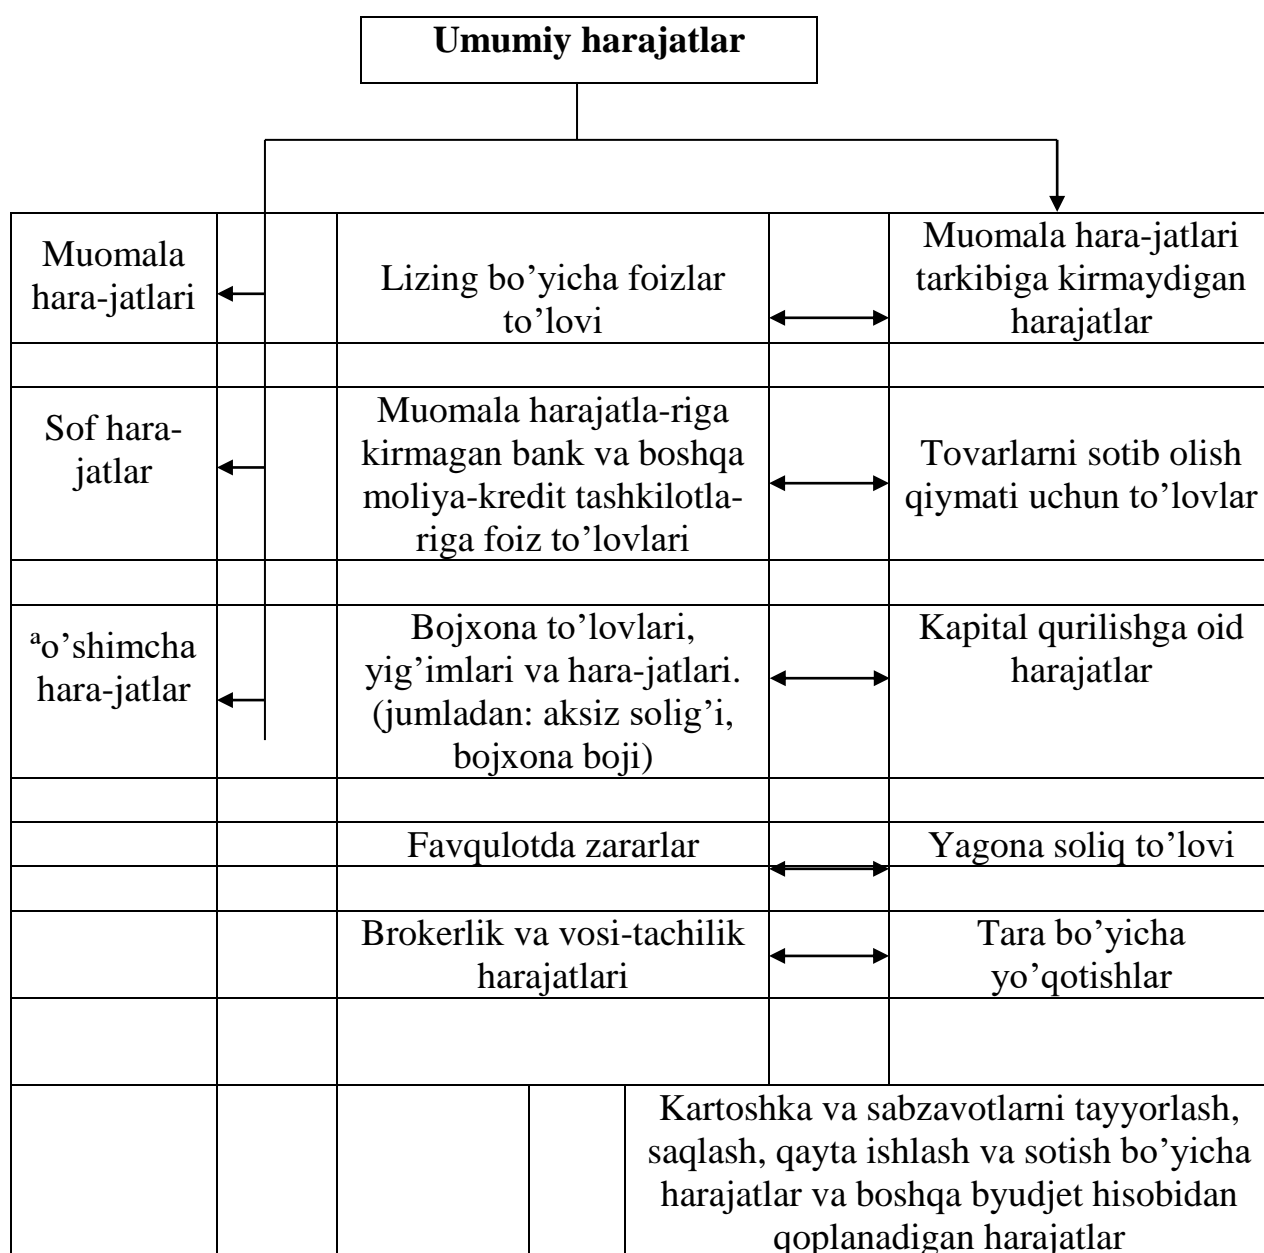 Umumiy harajatlar
Muomala
hara-jatlari
Lizing bo’yicha foizlar
to’lovi
Muomala hara-jatlari
tarkibiga kirmaydigan
harajatlar
Sof hara-
jatlar
Muomala harajatla-riga
kirmagan bank va boshqa
moliya-kredit tashkilotla-
riga foiz to’lovlari
Tovarlarni sotib olish
qiymati uchun to’lovlar
ªo’shimcha
hara-jatlar
Bojxona to’lovlari,
yig’imlari va hara-jatlari.
(jumladan: aksiz solig’i,
bojxona boji)
Kapital qurilishga oid
harajatlar
Favqulotda zararlar
Yagona soliq to’lovi
Brokerlik va vosi-tachilik
harajatlari
Tara bo’yicha
yo’qotishlar
Kartoshka va sabzavotlarni tayyorlash,
saqlash, qayta ishlash va sotish bo’yicha
harajatlar va boshqa byudjet hisobidan
qoplanadigan harajatlar